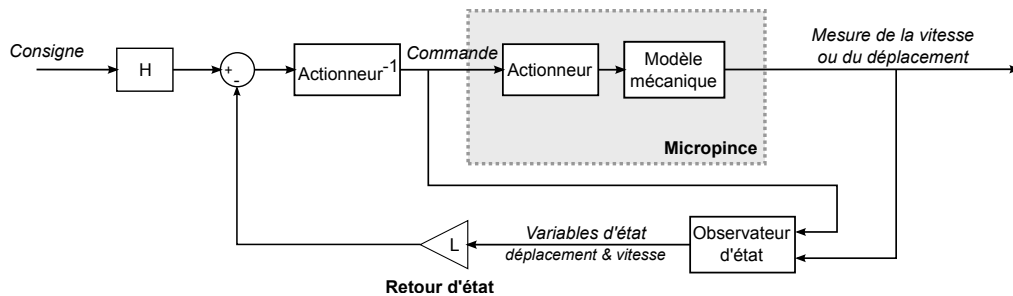 Consigne
H
+
-
Actionneur-1
Commande
Actionneur
Modèle
mécanique
Micropince
Mesure de la vitesse
ou du déplacement
Observateur
d'état
Variables d'état
déplacement & vitesse
L
Retour d'état